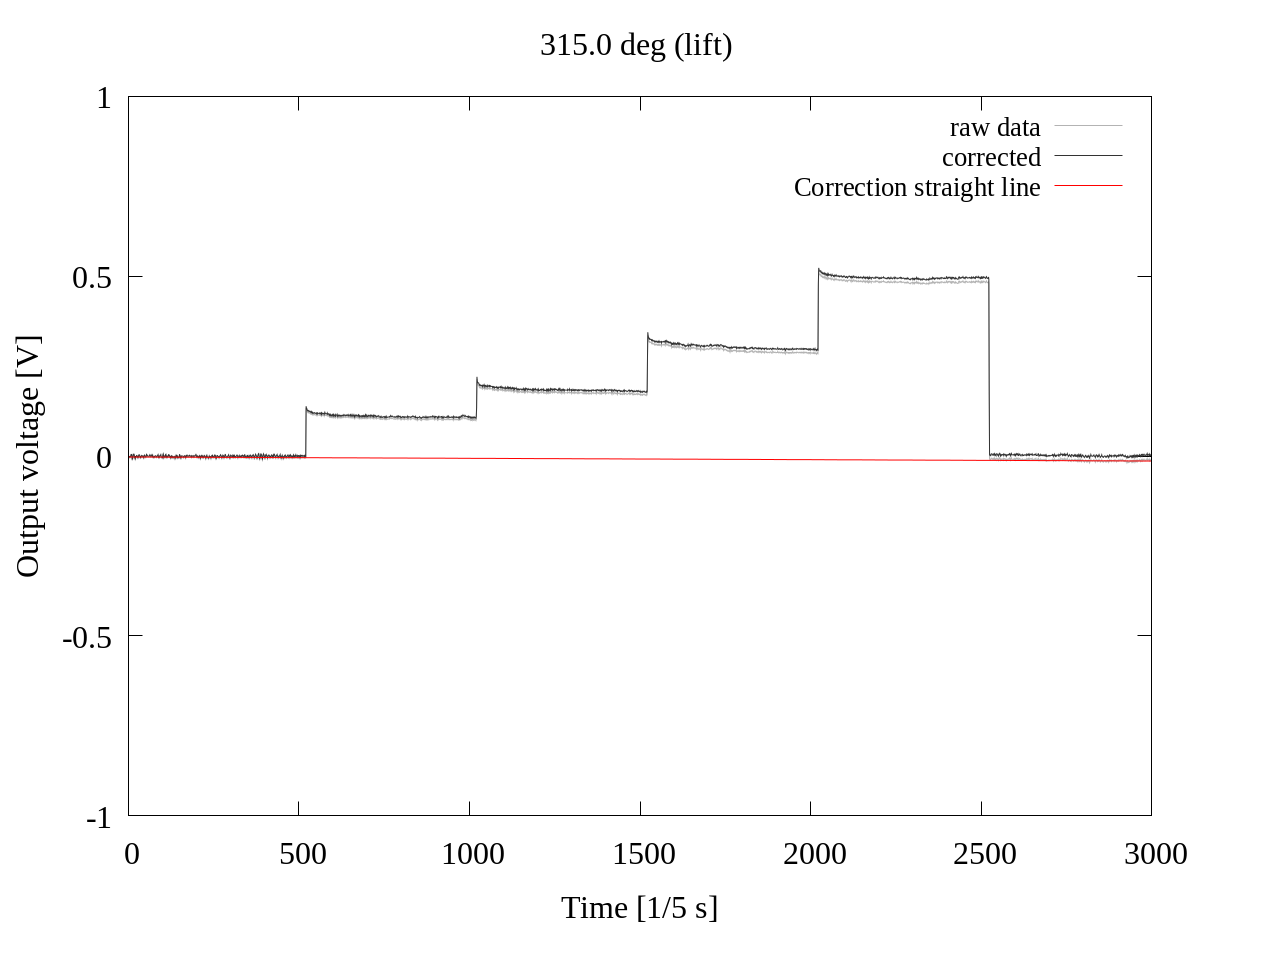 315.0 deg (lift)
1
raw data
corrected
Correction straight line
0.5
0
-0.5
-1
Output voltage [V]
0 500 1000 1500 2000 2500 3000
Time [1/5 s]